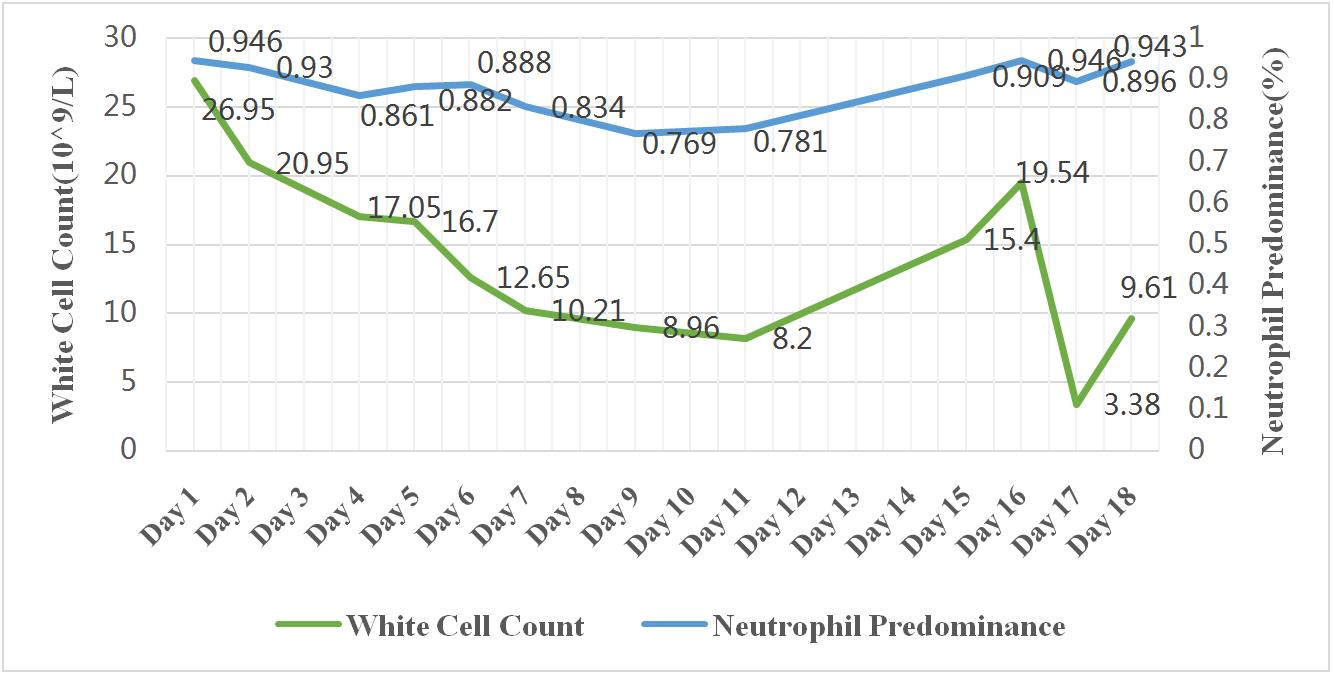 30
25
20
15
10
5
0
White Cell Count(10^9/L)
1
0.9
0.8
0.7
0.6
0.5
0.4
0.3
0.2
0.1
0
Neutrophil Predominance(%)
0.946
0.93
0.861
0.882
0.888
0.834
0.769
0.781
0.909
0.946
0.896
0.943
26.95
20.95
17.05
16.7
12.65
10.21
8.96
8.2
15.4
19.54
3.38
9.61
Day 1
Day 2
Day 3
Day 4
Day 5
Day 6
Day 7
Day 8
Day 9
Day 10
Day 11
Day 12
Day 13
Day 14
Day 15
Day 16
Day 17
Day 18
White Cell Count
Neutrophil Predominance